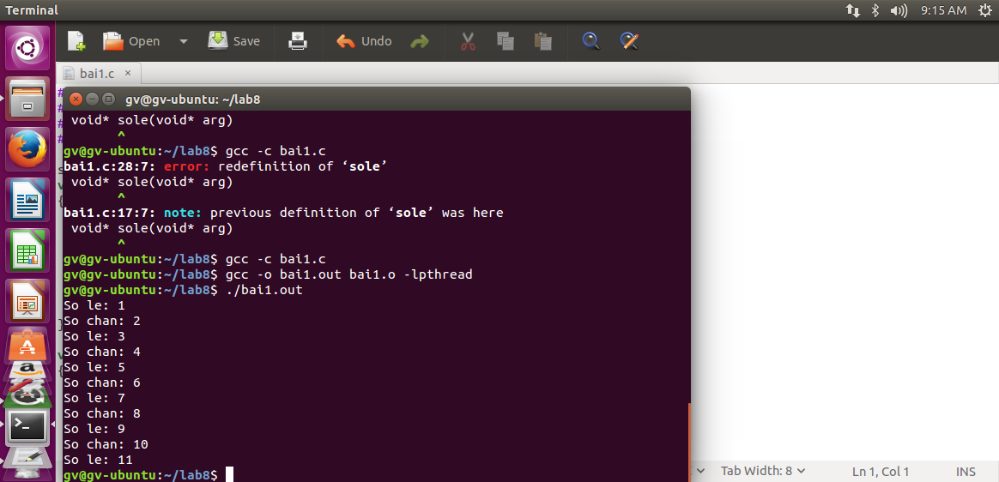 Terminal
9:15 AM
Open
Save
Undo
bai1.c ×
gv@gv-ubuntu: ~/lab8
void* sole(void* arg)
^
gv@gv-ubuntu:~/lab8$ gcc -c bai1.c
bai1.c:28:7: error: redefinition of ‘sole’
void* sole(void* arg)
^
bai1.c:17:7: note: previous definition of ‘sole’ was here
void* sole(void* arg)
^
gv@gv-ubuntu:~/lab8$ gcc -c bai1.c
gv@gv-ubuntu:~/lab8$ gcc -o bai1.out bai1.o -lpthread
gv@gv-ubuntu:~/lab8$ ./bai1.out
So le: 1
So chan: 2
So le: 3
So chan: 4
So le: 5
So chan: 6
So le: 7
So chan: 8
So le: 9
So chan: 10
So le: 11
gv@gv-ubuntu:~/lab8$
Tab Width: 8
Ln 1, Col 1
INS